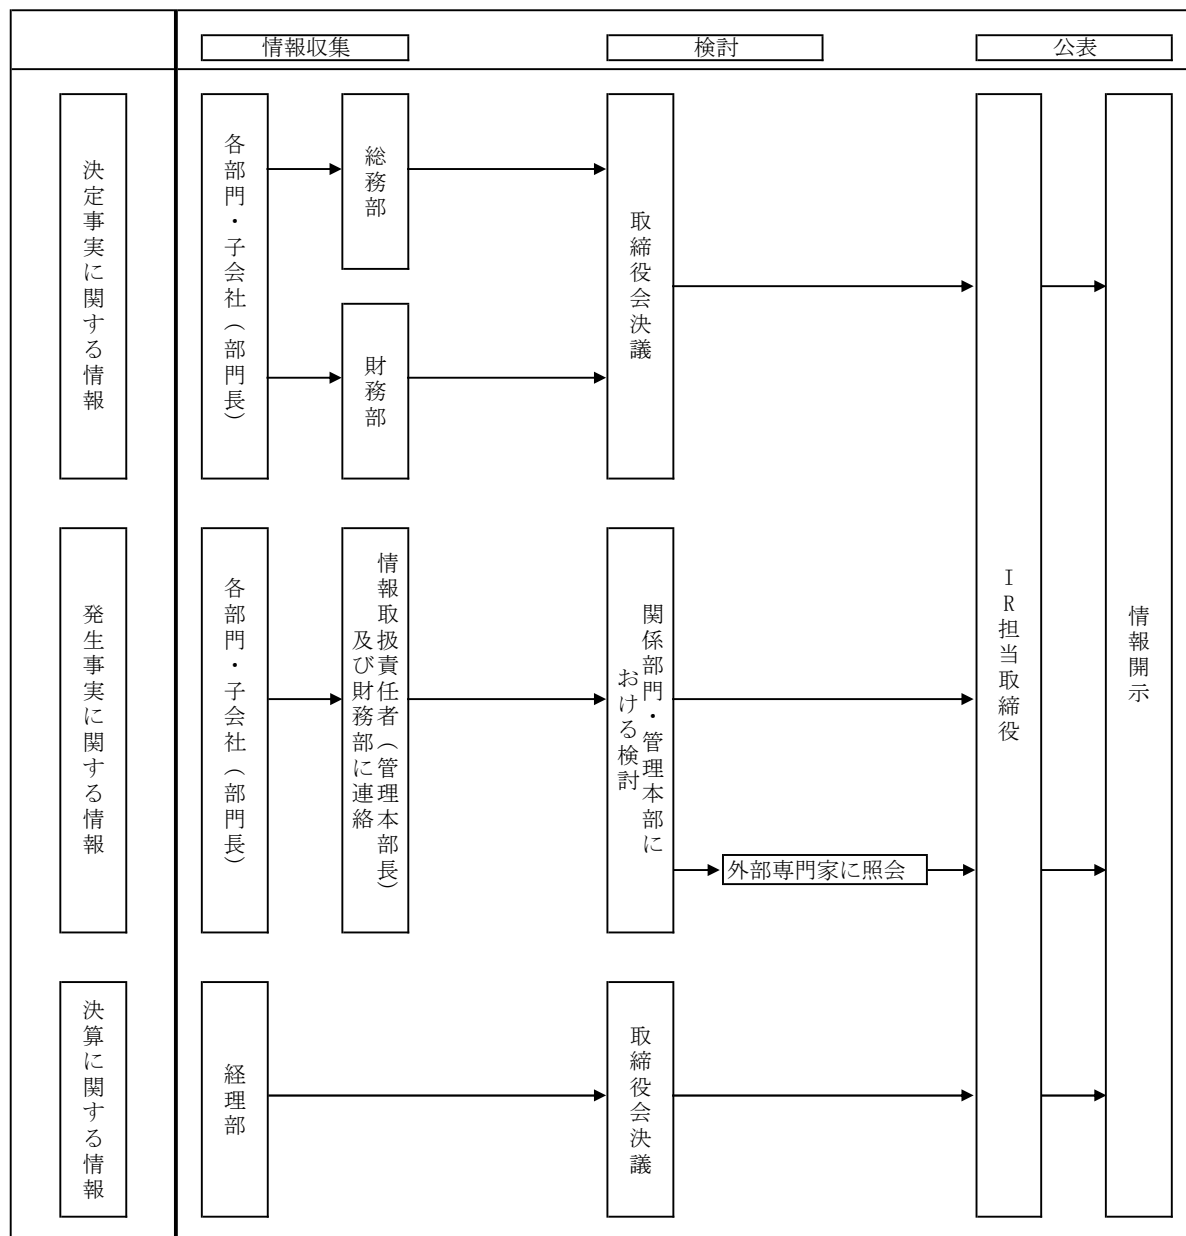 情報収集
検討
公表
決定事実に関する情報
各部門・子会社（部門長）
総務部
財務部
取締役会決議
発生事実に関する情報
各部門・子会社（部門長）
情報取扱責任者（管理本部長）
及び財務部に連絡
関係部門・管理本部に
おける検討
外部専門家に照会
決算に関する情報
経理部
取締役会決議
IR担当取締役
情報開示